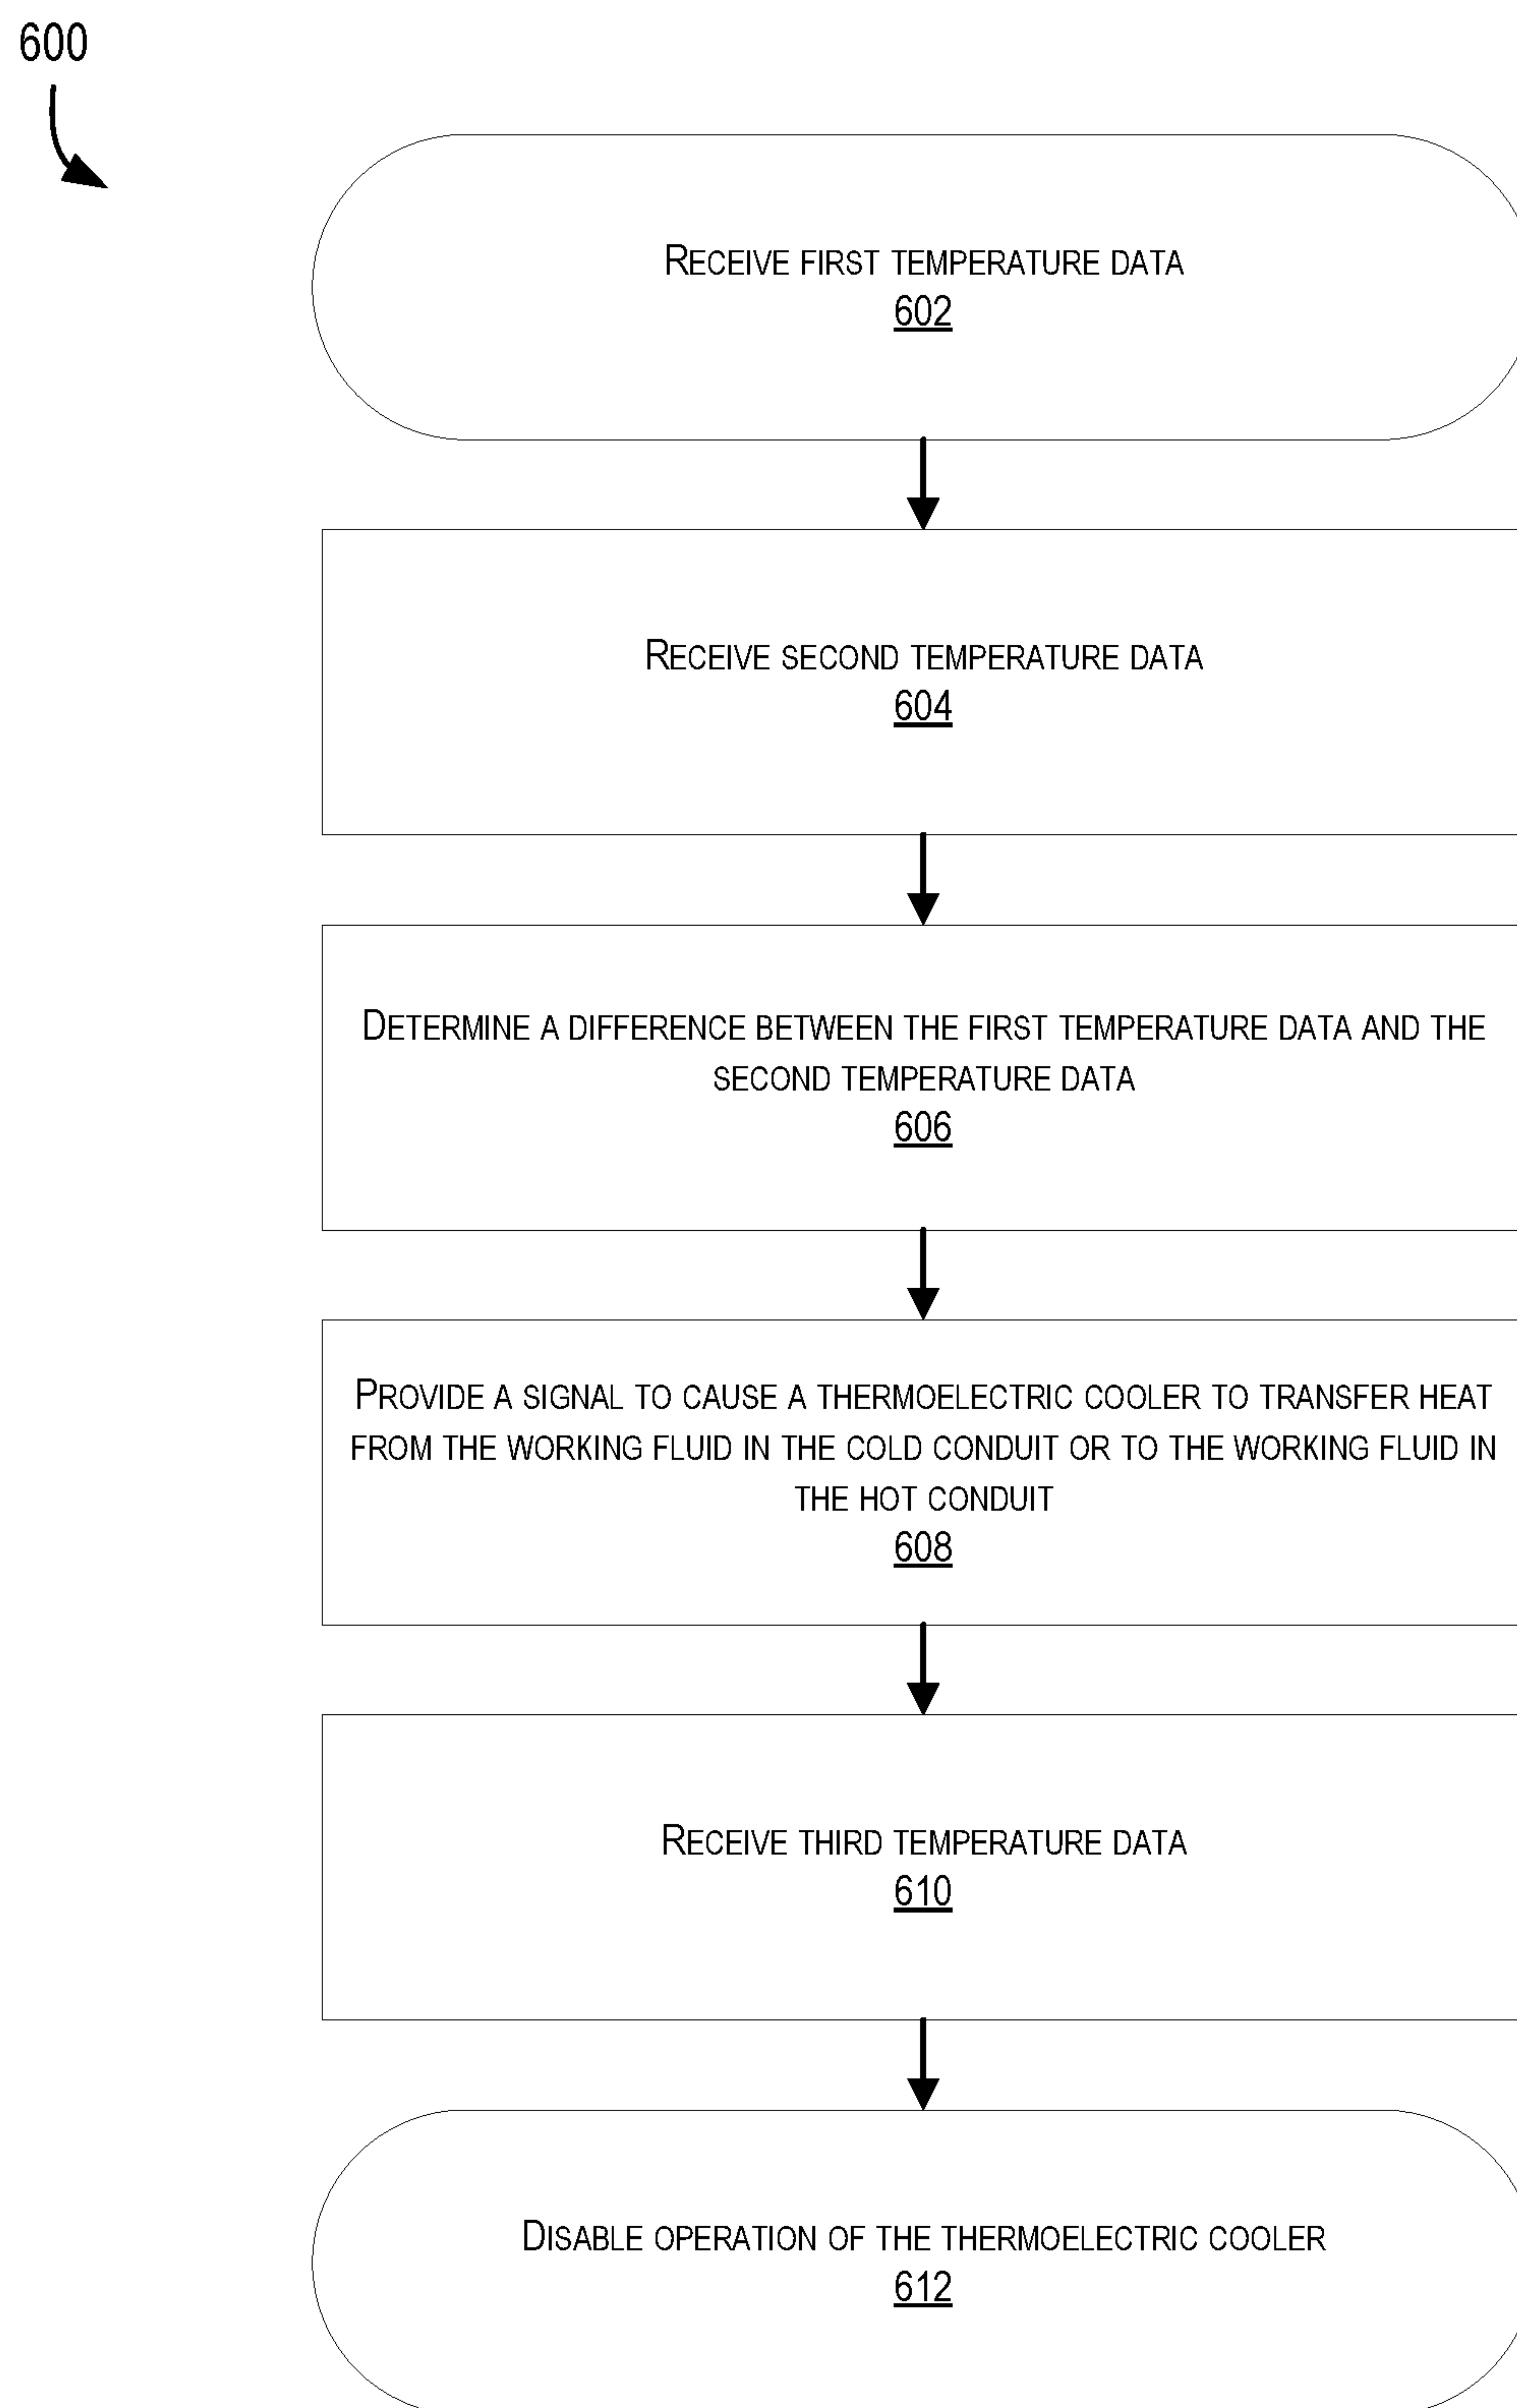 600
Receive first temperature data
602
Receive second temperature data
604
Determine a difference between the first temperature data and the
second temperature data
606
Provide a signal to cause a thermoelectric cooler to transfer heat
from the working fluid in the cold conduit or to the working fluid in
the hot conduit
608
Receive third temperature data
610
Disable operation of the thermoelectric cooler
612